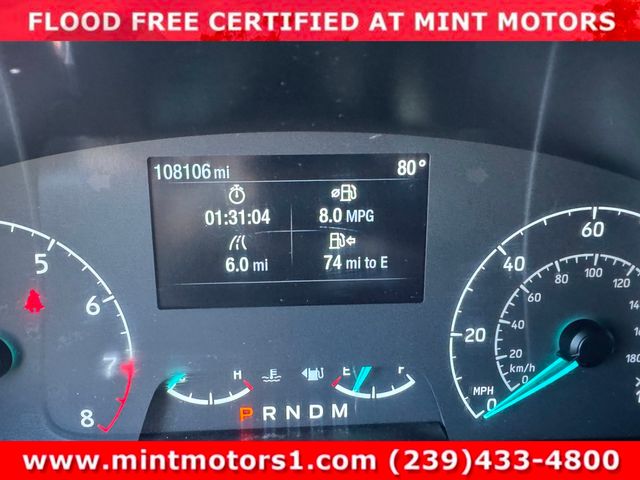 FLOOD FREE CERTIFIED AT MINT MOTORS
108106 mi 80°
01:31:04 8.0 MPG
6.0 mi 74 mi to E
5
6
7
8
H E F
P R N D M
0 20 40 60
MPH
0 20 40 60 80 100 120
km/h
180
www.mintmotors1.com (239)433-4800